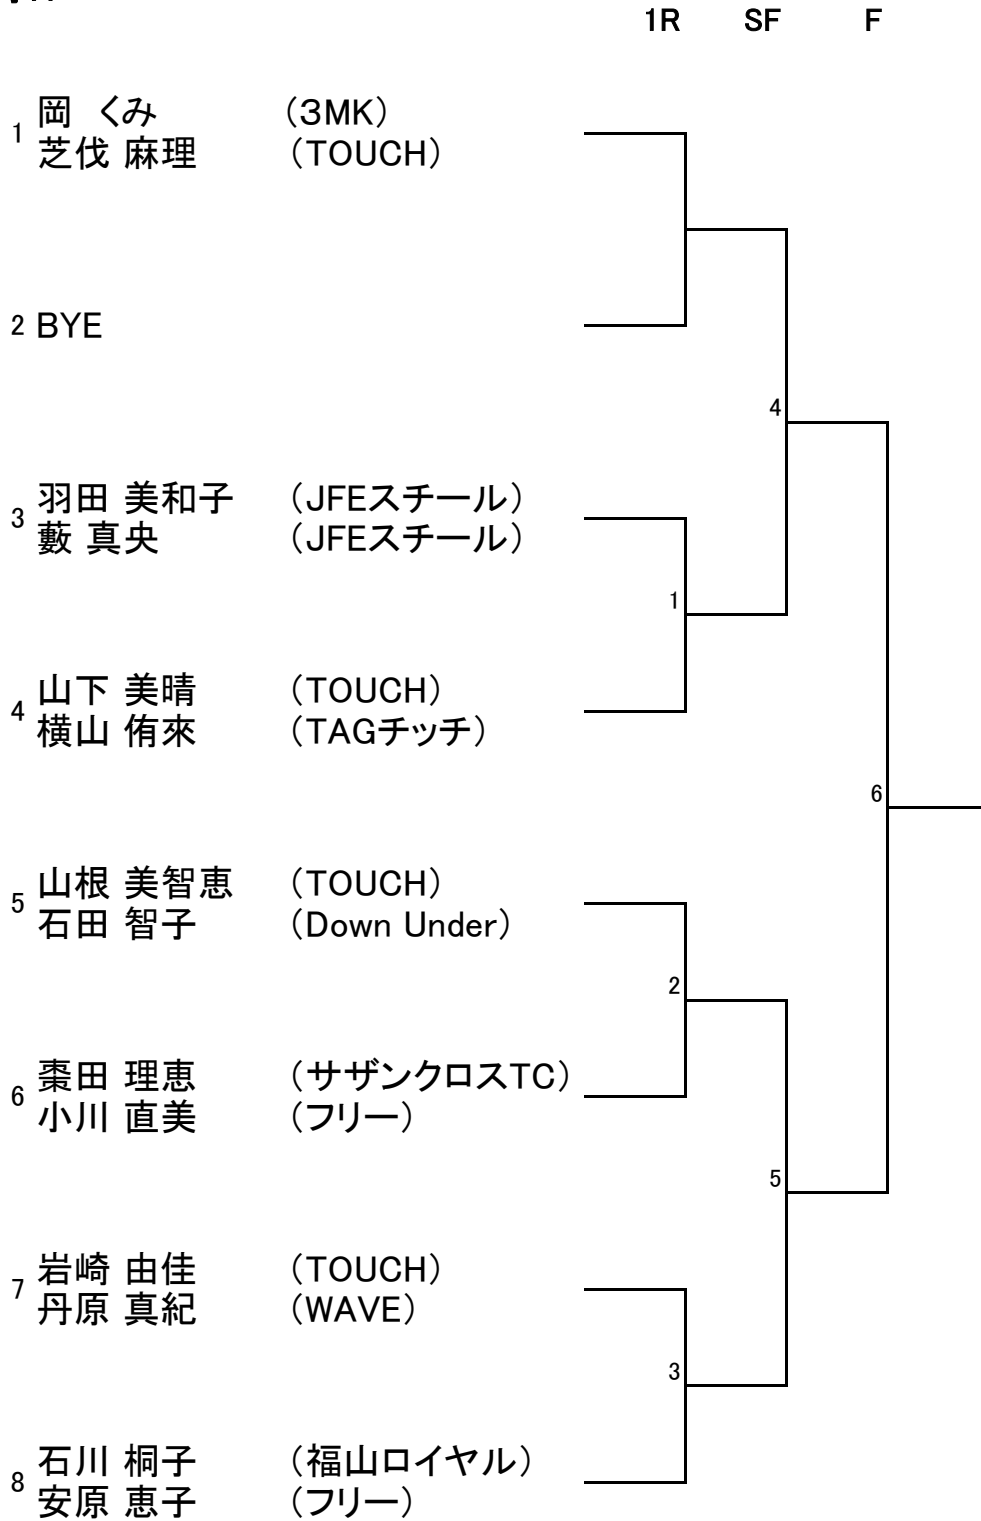 1R SF F
1 岡 くみ （３MK）
芝伐 麻理 （TOUCH）
2 BYE
4
3 羽田 美和子 （JFEスチール）
藪 真央 （JFEスチール）
1
4 山下 美晴 （TOUCH）
横山 侑來 （TAGチッチ）
6
5 山根 美智恵 （TOUCH）
石田 智子 （Down Under）
2
6 棗田 理恵 （サザンクロスTC）
小川 直美 （フリー）
5
7 岩崎 由佳 （TOUCH）
丹原 真紀 （WAVE）
3
8 石川 桐子 （福山ロイヤル）
安原 恵子 （フリー）